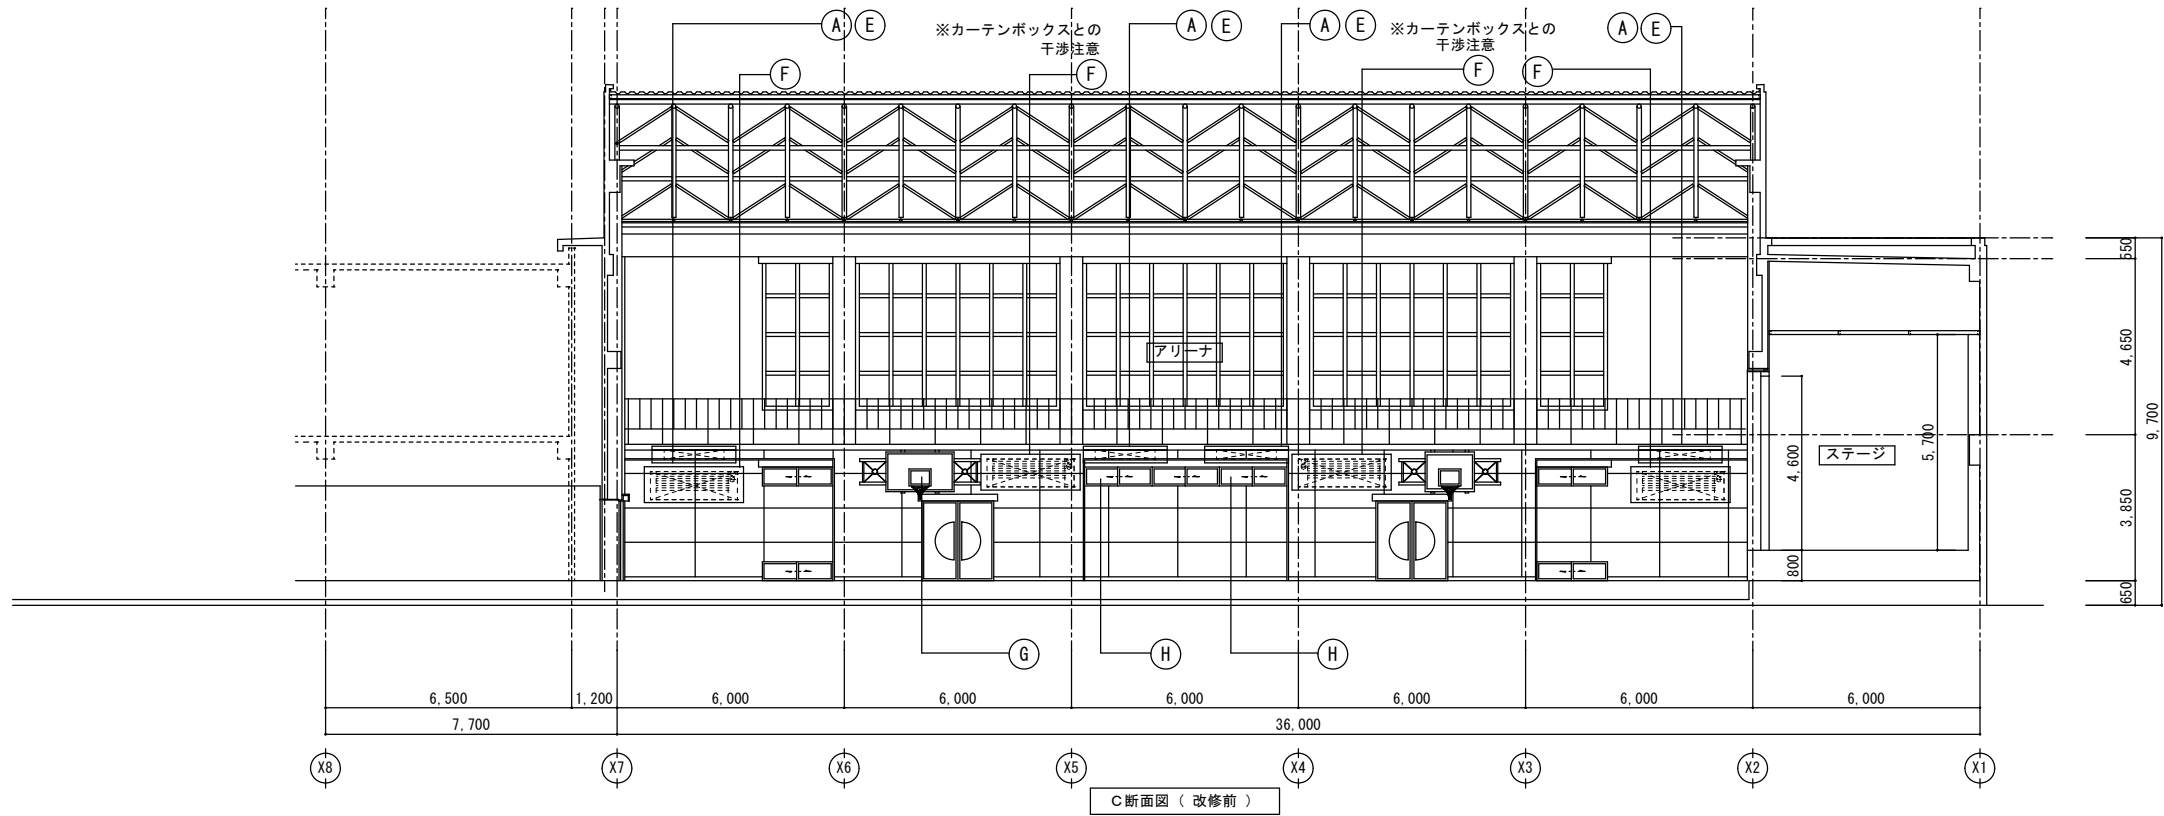 A E
※カーテンボックスとの
干渉注意
A E
A E
※カーテンボックスとの
干渉注意
A E
F
F
F
F
アリーナ
ステージ
550
4,650
9,700
5,700
4,600
3,850
800
650
G
H
H
6,500
1,200
6,000
6,000
6,000
6,000
6,000
6,000
7,700
36,000
X8
X7
X6
X5
X4
X3
X2
X1
C断面図（ 改修前 ）